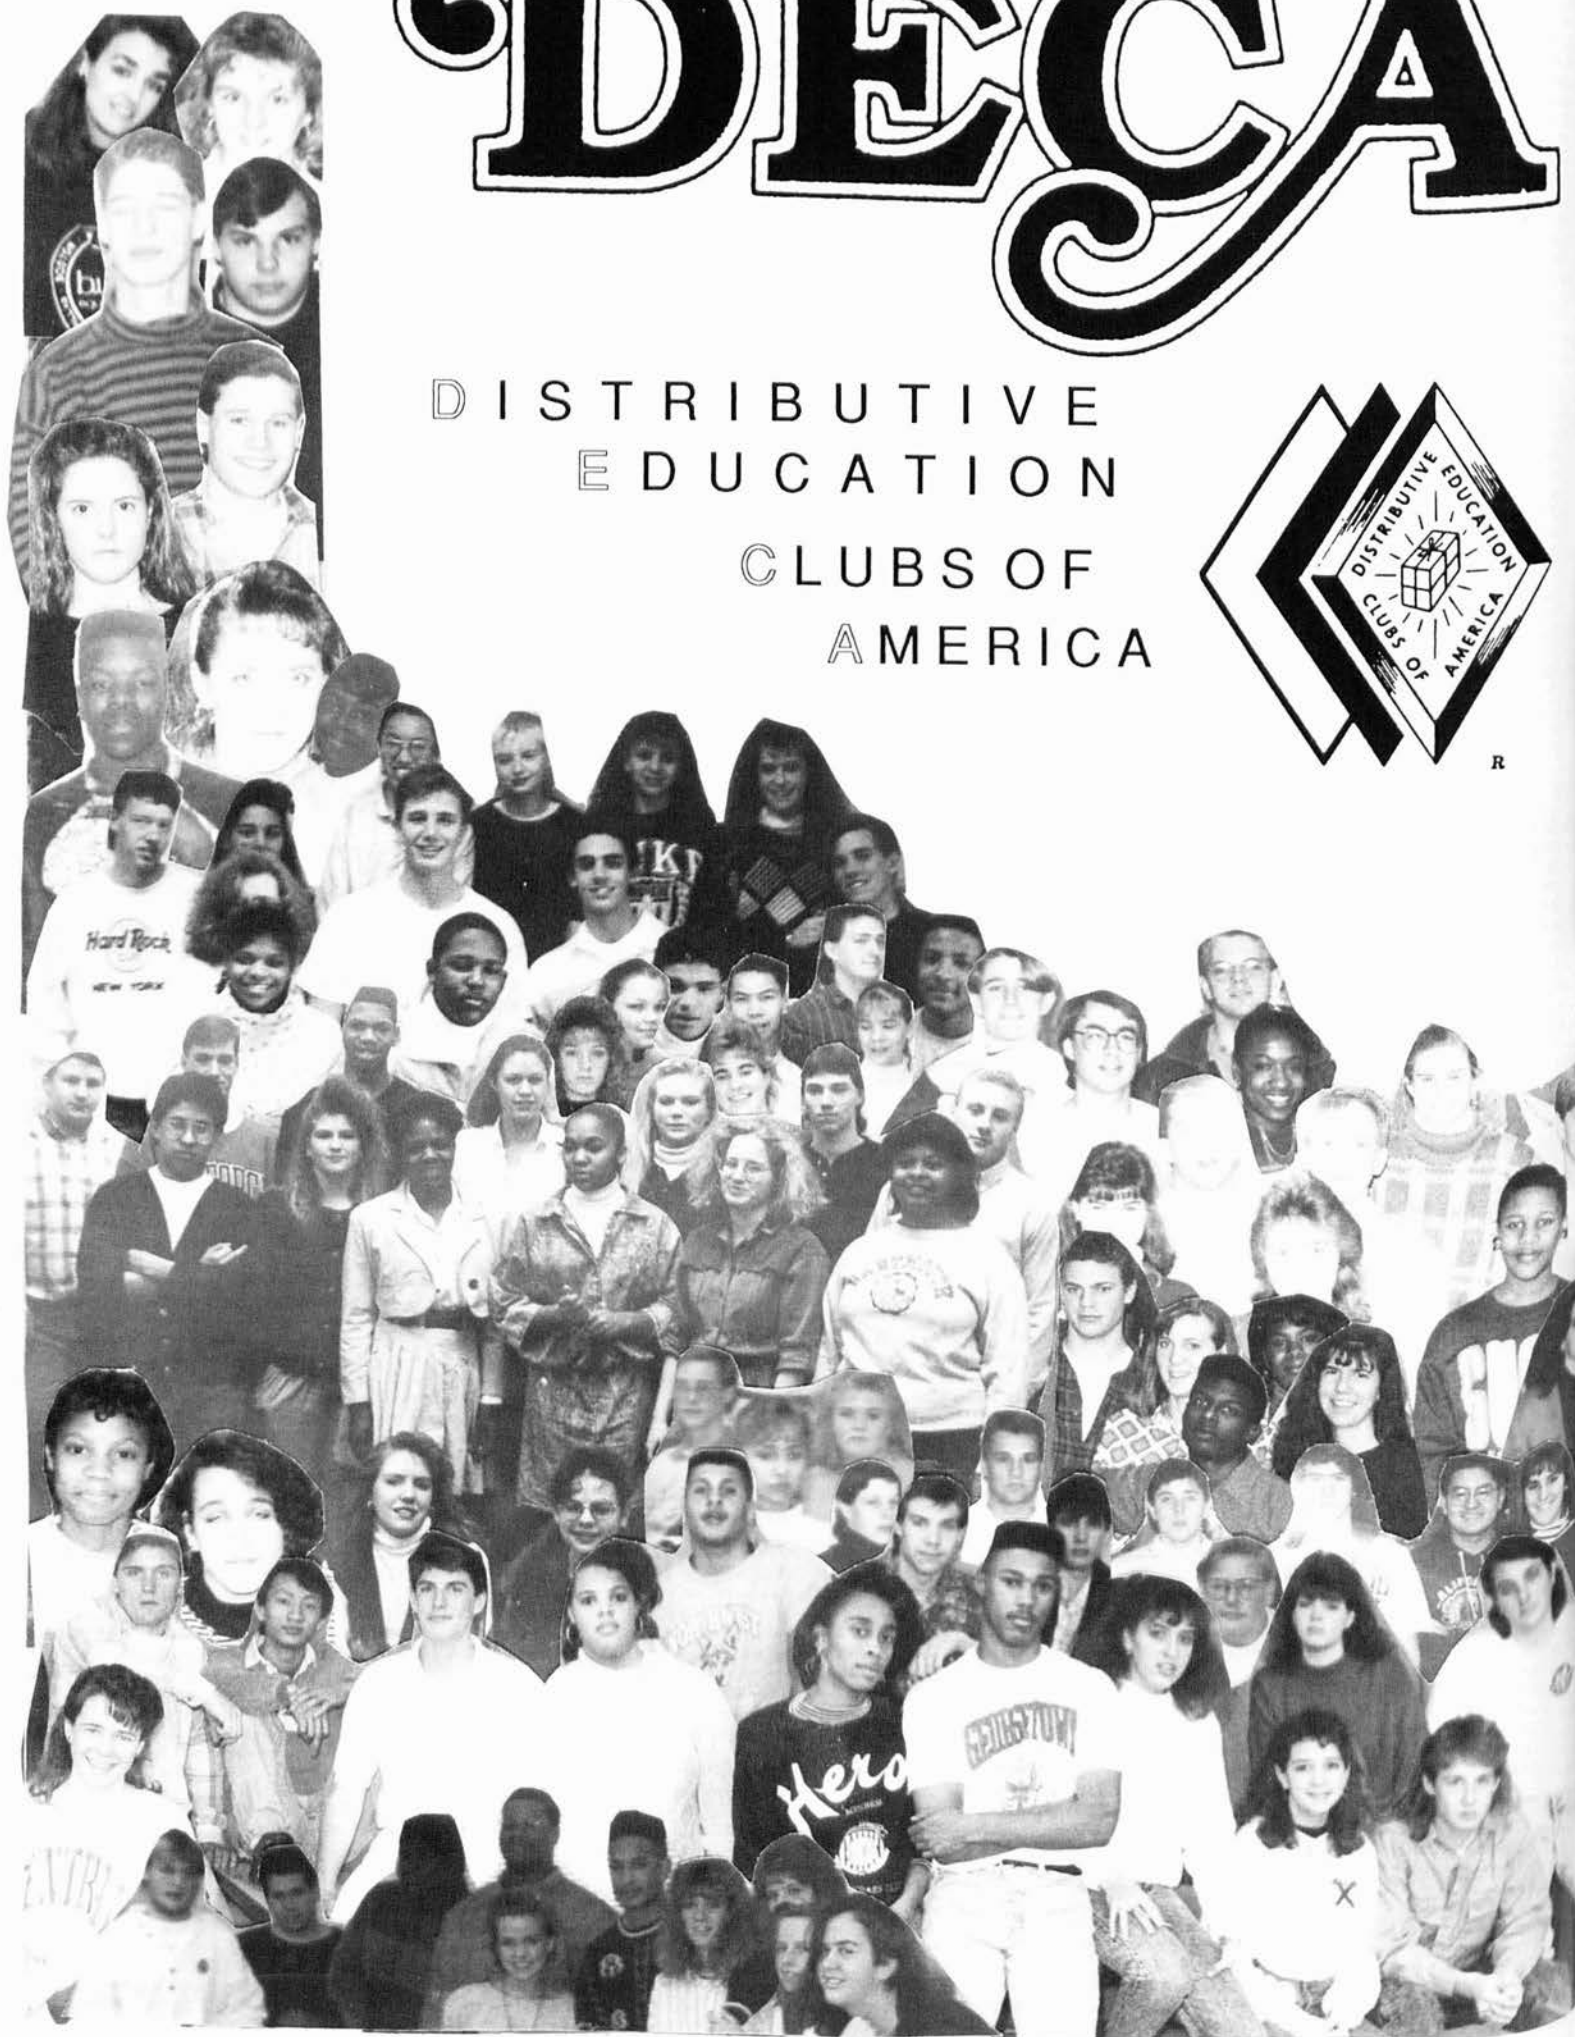 DECA
DISTRIBUTIVE
EDUCATION
CLUBS OF
AMERICA
DISTRIBUTIVE EDUCATION
CLUBS OF AMERICA
R
Hard Rock
NEW YORK
Hero
GEORGETOWN
X